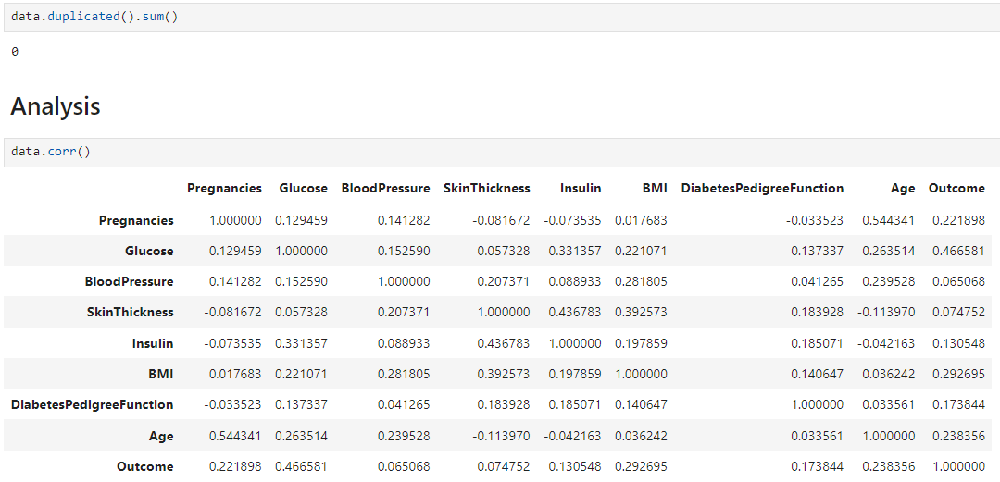 data.duplicated().sum()
0
Analysis
data.corr()
Pregnancies Glucose BloodPressure SkinThickness Insulin BMI DiabetesPedigreeFunction Age Outcome
Pregnancies 1.000000 0.129459 0.141282 -0.081672 -0.073535 0.017683 -0.033523 0.544341 0.221898
Glucose 0.129459 1.000000 0.152590 0.057328 0.331357 0.221071 0.137337 0.263514 0.466581
BloodPressure 0.141282 0.152590 1.000000 0.207371 0.088933 0.281805 0.041265 0.239528 0.065068
SkinThickness -0.081672 0.057328 0.207371 1.000000 0.436783 0.392573 0.183928 -0.113970 0.074752
Insulin -0.073535 0.331357 0.088933 0.436783 1.000000 0.197859 0.185071 -0.042163 0.130548
BMI 0.017683 0.221071 0.281805 0.392573 0.197859 1.000000 0.140647 0.036242 0.292695
DiabetesPedigreeFunction -0.033523 0.137337 0.041265 0.183928 0.185071 0.140647 1.000000 0.033561 0.173844
Age 0.544341 0.263514 0.239528 -0.113970 -0.042163 0.036242 0.033561 1.000000 0.238356
Outcome 0.221898 0.466581 0.065068 0.074752 0.130548 0.292695 0.173844 0.238356 1.000000